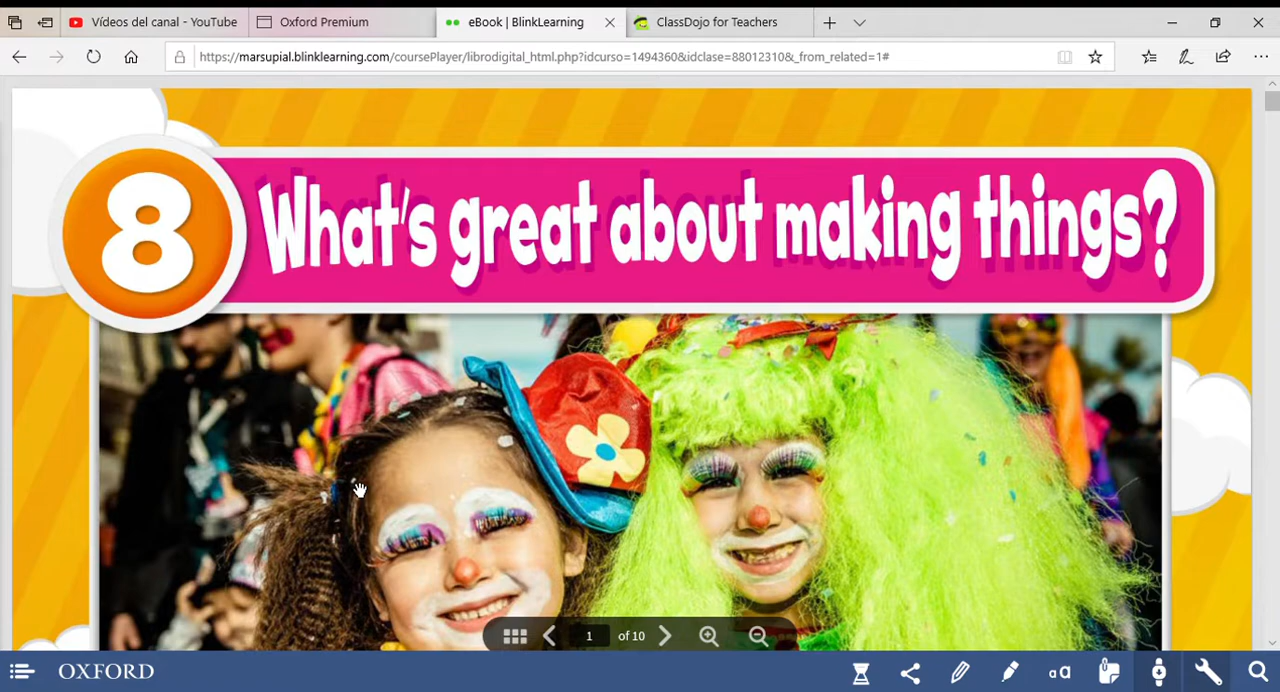 Vídeos del canal - YouTube
Oxford Premium
eBook | BlinkLearning
ClassDojo for Teachers
https://marsupial.blinklearning.com/coursePlayer/librodigital_html.php?idcurso=1494360&idclase=88012310&_from_related=1#
8
What's great about making things?
1 of 10
OXFORD
aA